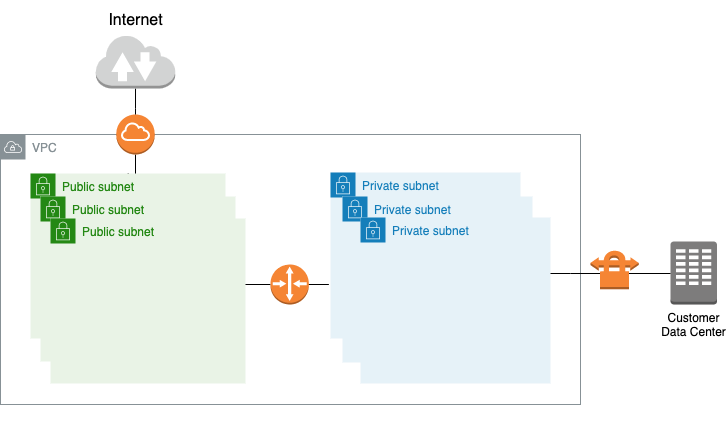 Internet
VPC
Public subnet
Public subnet
Public subnet
Private subnet
Private subnet
Private subnet
Customer
Data Center